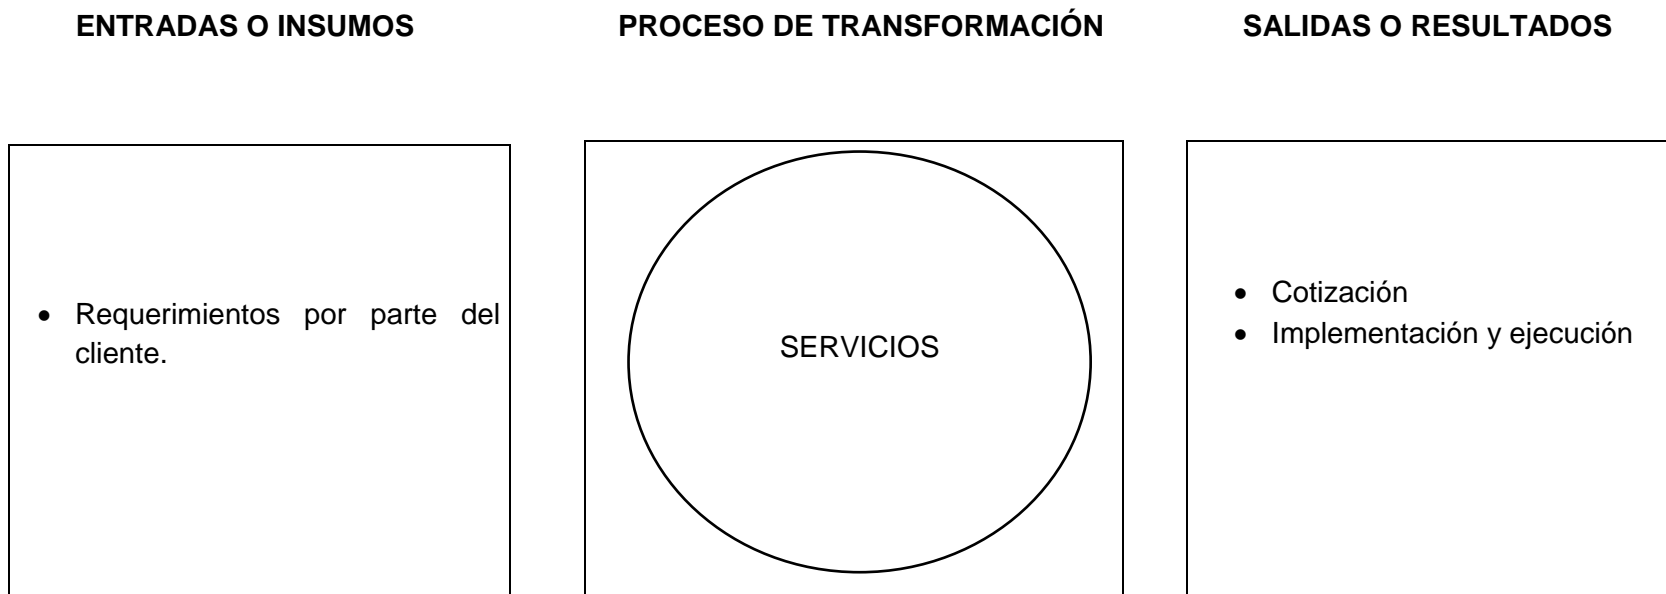 ENTRADAS O INSUMOS
PROCESO DE TRANSFORMACIÓN
SALIDAS O RESULTADOS
• Requerimientos por parte del
cliente.
SERVICIOS
• Cotización
• Implementación y ejecución